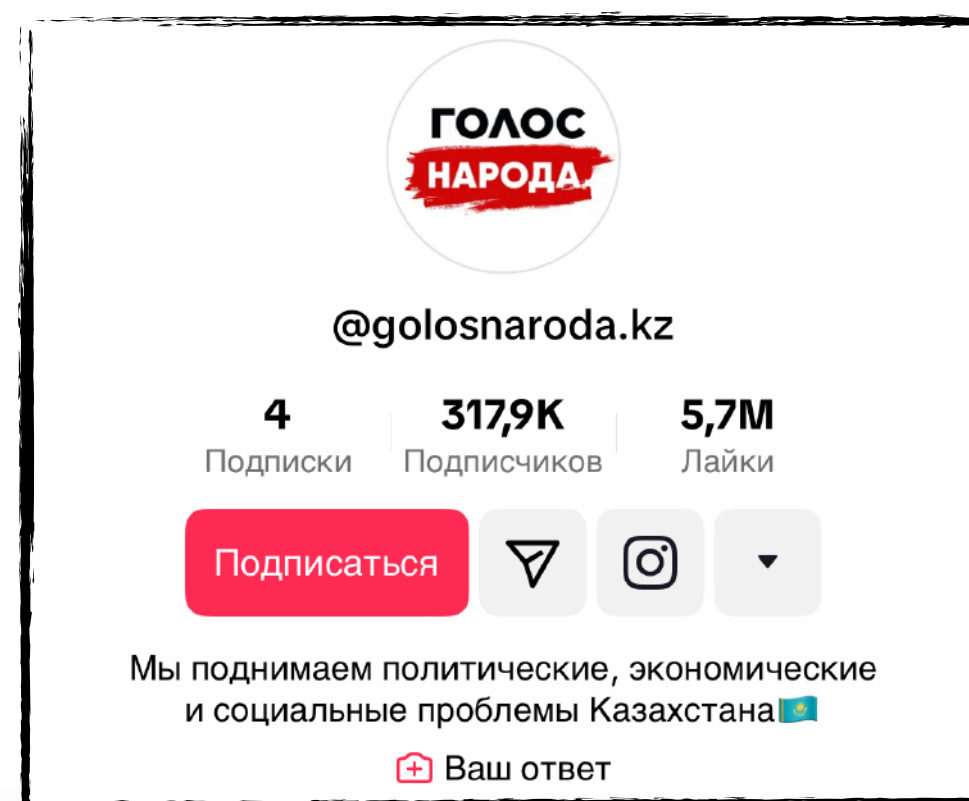 ГОЛОС
НАРОДА.
@golosnaroda.kz
4 317,9K 5,7M
Подписки Подписчиков Лайки
Подписаться
Мы поднимаем политические, экономические
и социальные проблемы Казахстана🇰🇿
Ваш ответ